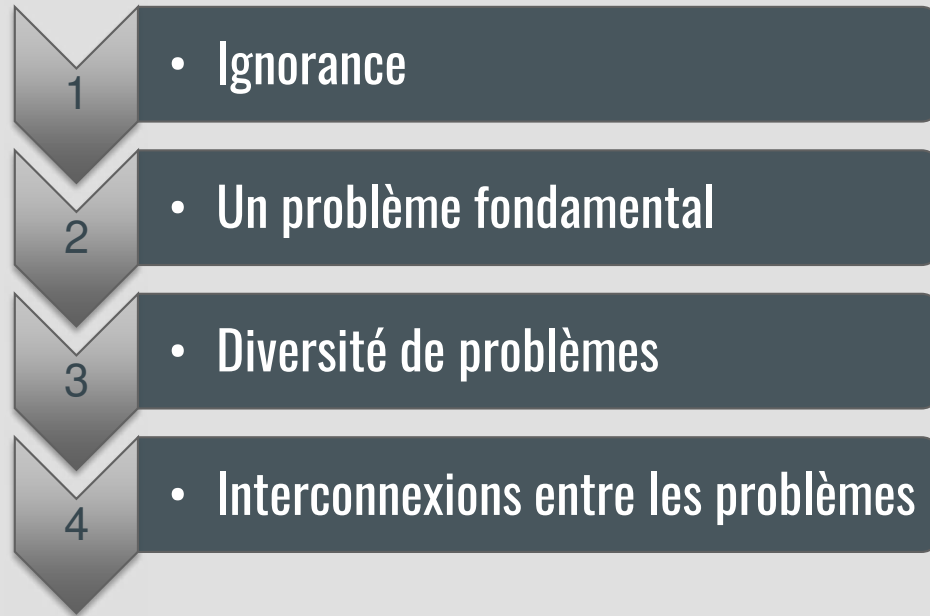 1
• Ignorance
2
• Un problème fondamental
3
• Diversité de problèmes
4
• Interconnexions entre les problèmes